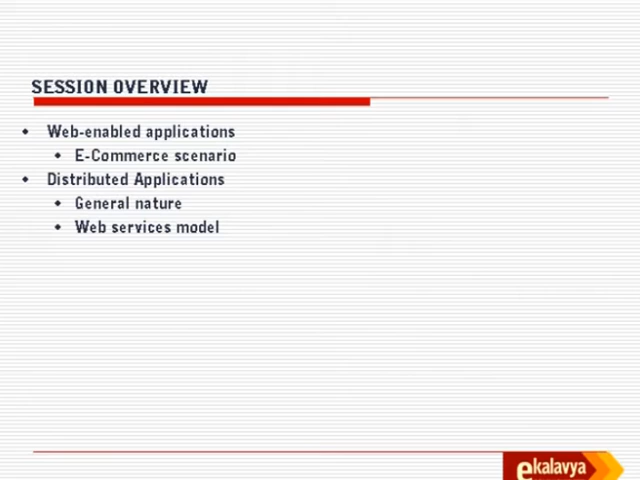 SESSION OVERVIEW
• Web-enabled applications
• E-Commerce scenario
• Distributed Applications
• General nature
• Web services model
ekalavya